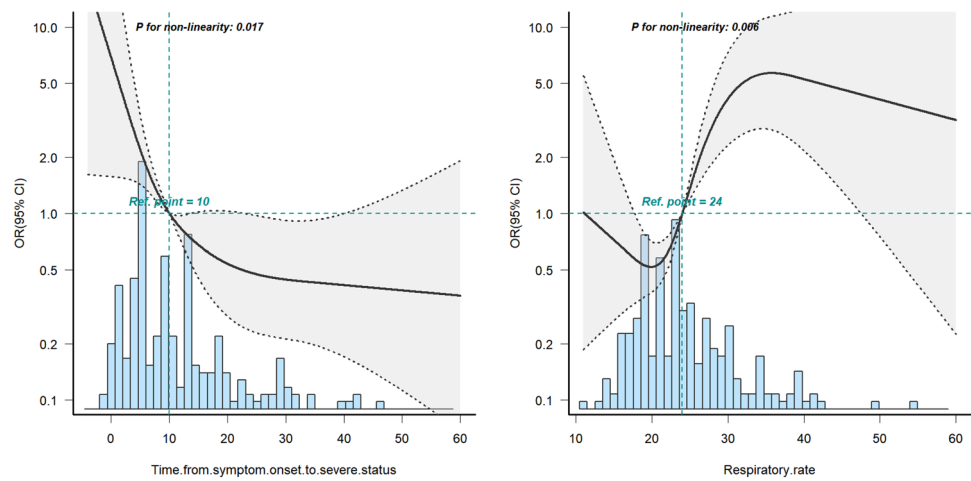 P for non-linearity: 0.017
10.0
5.0
2.0
1.0
0.5
0.2
0.1
OR(95% CI)
Ref. point = 10
0 10 20 30 40 50 60
Time.from.symptom.onset.to.severe.status
P for non-linearity: 0.006
10.0
5.0
2.0
1.0
0.5
0.2
0.1
OR(95% CI)
Ref. point = 24
10 20 30 40 50 60
Respiratory.rate